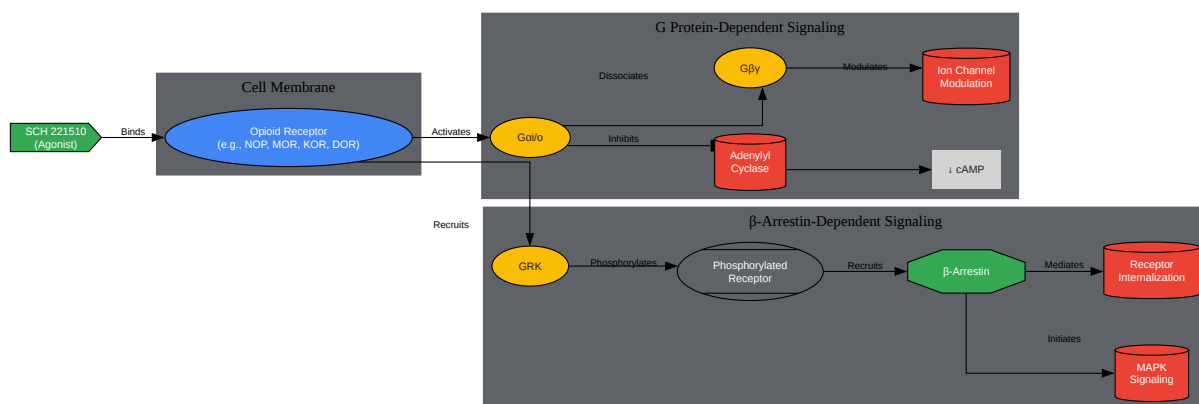 G Protein-Dependent Signaling
Gβγ
Dissociates
Modulates
Ion Channel
Modulation
Cell Membrane
SCH 221510
(Agonist)
Binds
Opioid Receptor
(e.g., NOP, MOR, KOR, DOR)
Activates
Gαi/o
Inhibits
Adenylyl
Cyclase
↓ cAMP
β-Arrestin-Dependent Signaling
Recruits
GRK
Phosphorylates
Phosphorylated
Receptor
Recruits
β-Arrestin
Mediates
Receptor
Internalization
Initiates
MAPK
Signaling